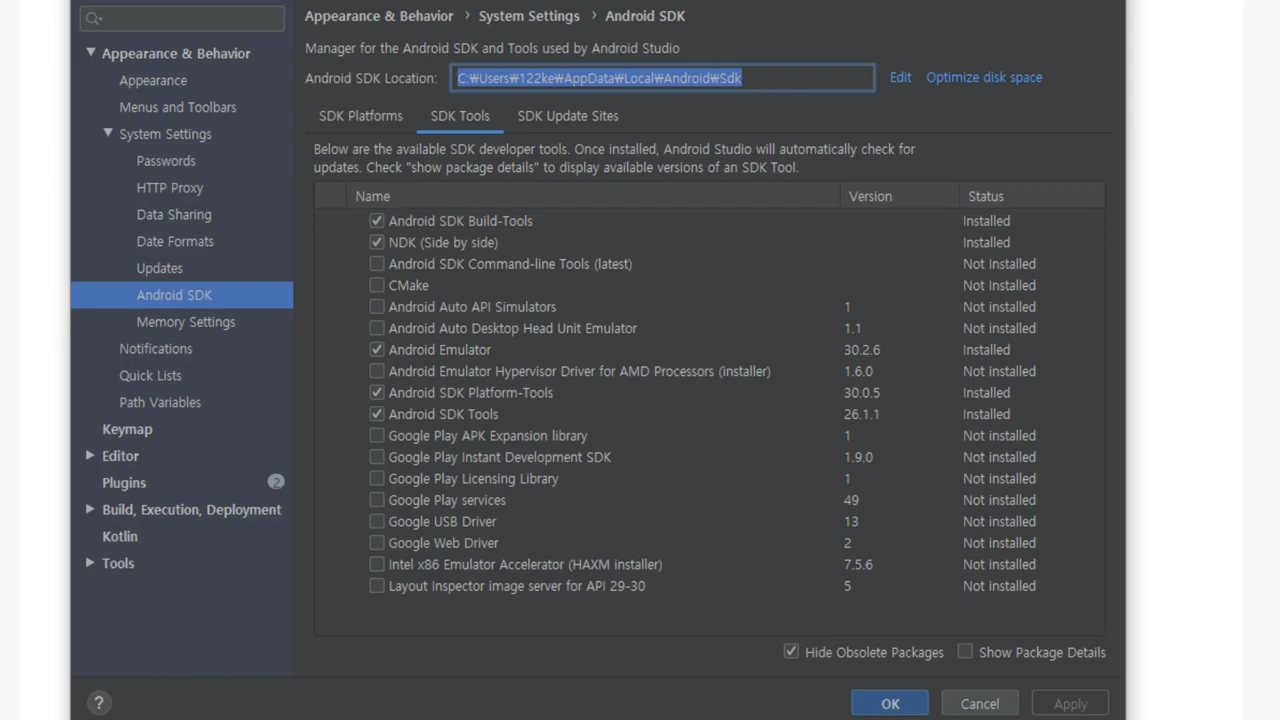 Appearance & Behavior
Appearance
Menus and Toolbars
System Settings
Passwords
HTTP Proxy
Data Sharing
Date Formats
Updates
Android SDK
Memory Settings
Notifications
Quick Lists
Path Variables
Keymap
Editor
Plugins 2
Build, Execution, Deployment
Kotlin
Tools
Appearance & Behavior › System Settings › Android SDK
Manager for the Android SDK and Tools used by Android Studio
Android SDK Location: C:₩Users₩122ke₩AppData₩Local₩Android₩Sdk Edit Optimize disk space
SDK Platforms SDK Tools SDK Update Sites
Below are the available SDK developer tools. Once installed, Android Studio will automatically check for
updates. Check "show package details" to display available versions of an SDK Tool.
Name Version Status
Android SDK Build-Tools Installed
NDK (Side by side) Installed
Android SDK Command-line Tools (latest) Not Installed
CMake Not Installed
Android Auto API Simulators 1 Not installed
Android Auto Desktop Head Unit Emulator 1.1 Not installed
Android Emulator 30.2.6 Installed
Android Emulator Hypervisor Driver for AMD Processors (installer) 1.6.0 Not installed
Android SDK Platform-Tools 30.0.5 Installed
Android SDK Tools 26.1.1 Installed
Google Play APK Expansion library 1 Not installed
Google Play Instant Development SDK 1.9.0 Not installed
Google Play Licensing Library 1 Not installed
Google Play services 49 Not installed
Google USB Driver 13 Not installed
Google Web Driver 2 Not installed
Intel x86 Emulator Accelerator (HAXM installer) 7.5.6 Not installed
Layout Inspector image server for API 29-30 5 Not installed
Hide Obsolete Packages Show Package Details
? OK Cancel Apply